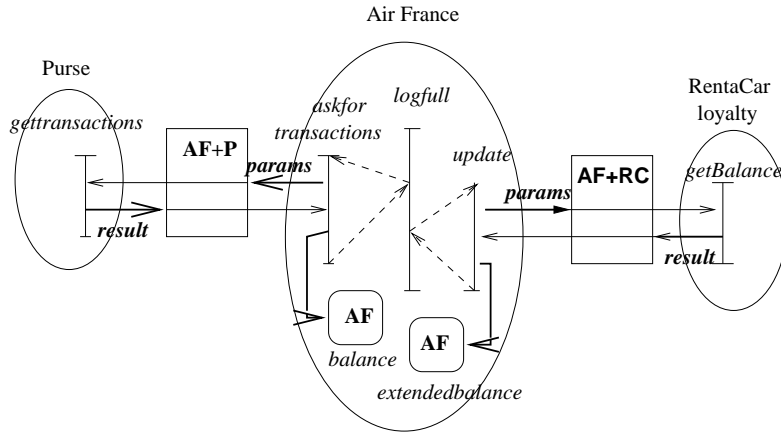 Air France
Purse
RentaCar
loyalty
gettransactions
askfor
transactions
logfull
update
getBalance
AF+P
params
result
params
AF+RC
result
AF
balance
AF
extendedbalance